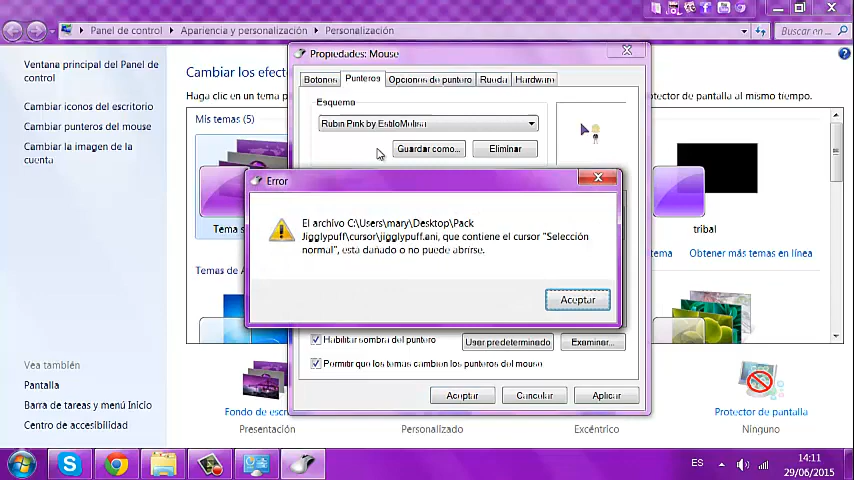 Panel de control ▸ Apariencia y personalización ▸ Personalización
Buscar en ...
Ventana principal del Panel de
control
Cambiar iconos del escritorio
Cambiar punteros del mouse
Cambiar la imagen de la
cuenta
Cambiar los efec
Haga clic en un tema p
protector de pantalla al mismo tiempo.
Mis temas (5)
Tema s
tribal
tema
Obtener más temas en línea
Temas de A
Propiedades: Mouse
Botones
Punteros
Opciones de puntero
Rueda
Hardware
Esquema
Rubin Pink by EstiloMolisa
Guardar como...
Eliminar
Error
El archivo C:\Users\mary\Desktop\Pack
Jigglypuff\cursor\jigglypuff.ani, que contiene el cursor "Selección
normal", está dañado o no puede abrirse.
Aceptar
Habilitar sombra del puntero
Usar predeterminado
Examinar...
Permitir que los temas cambien los punteros del mouse
Aceptar
Cancelar
Aplicar
Vea también
Pantalla
Barra de tareas y menú Inicio
Centro de accesibilidad
Fondo de escr
Presentación
Personalizado
Excéntrico
Protector de pantalla
Ninguno
ES
14:11
29/06/2015